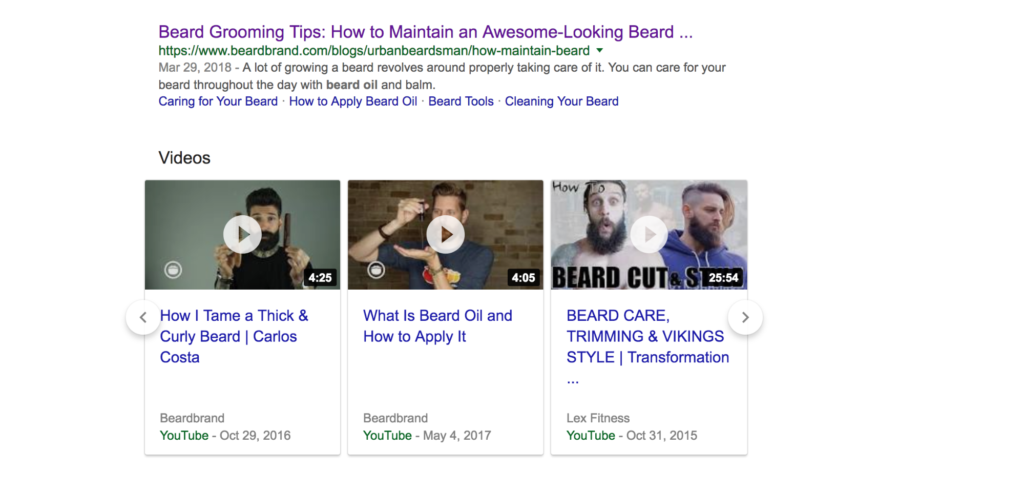 Beard Grooming Tips: How to Maintain an Awesome-Looking Beard ...
https://www.beardbrand.com/blogs/urbanbeardsman/how-maintain-beard
Mar 29, 2018 - A lot of growing a beard revolves around properly taking care of it. You can care for your
beard throughout the day with beard oil and balm.
Caring for Your Beard · How to Apply Beard Oil · Beard Tools · Cleaning Your Beard
Videos
4:25
How I Tame a Thick &
Curly Beard | Carlos
Costa
Beardbrand
YouTube - Oct 29, 2016
4:05
What Is Beard Oil and
How to Apply It
Beardbrand
YouTube - May 4, 2017
How To
BEARD CUT & S
25:54
BEARD CARE,
TRIMMING & VIKINGS
STYLE | Transformation
...
Lex Fitness
YouTube - Oct 31, 2015